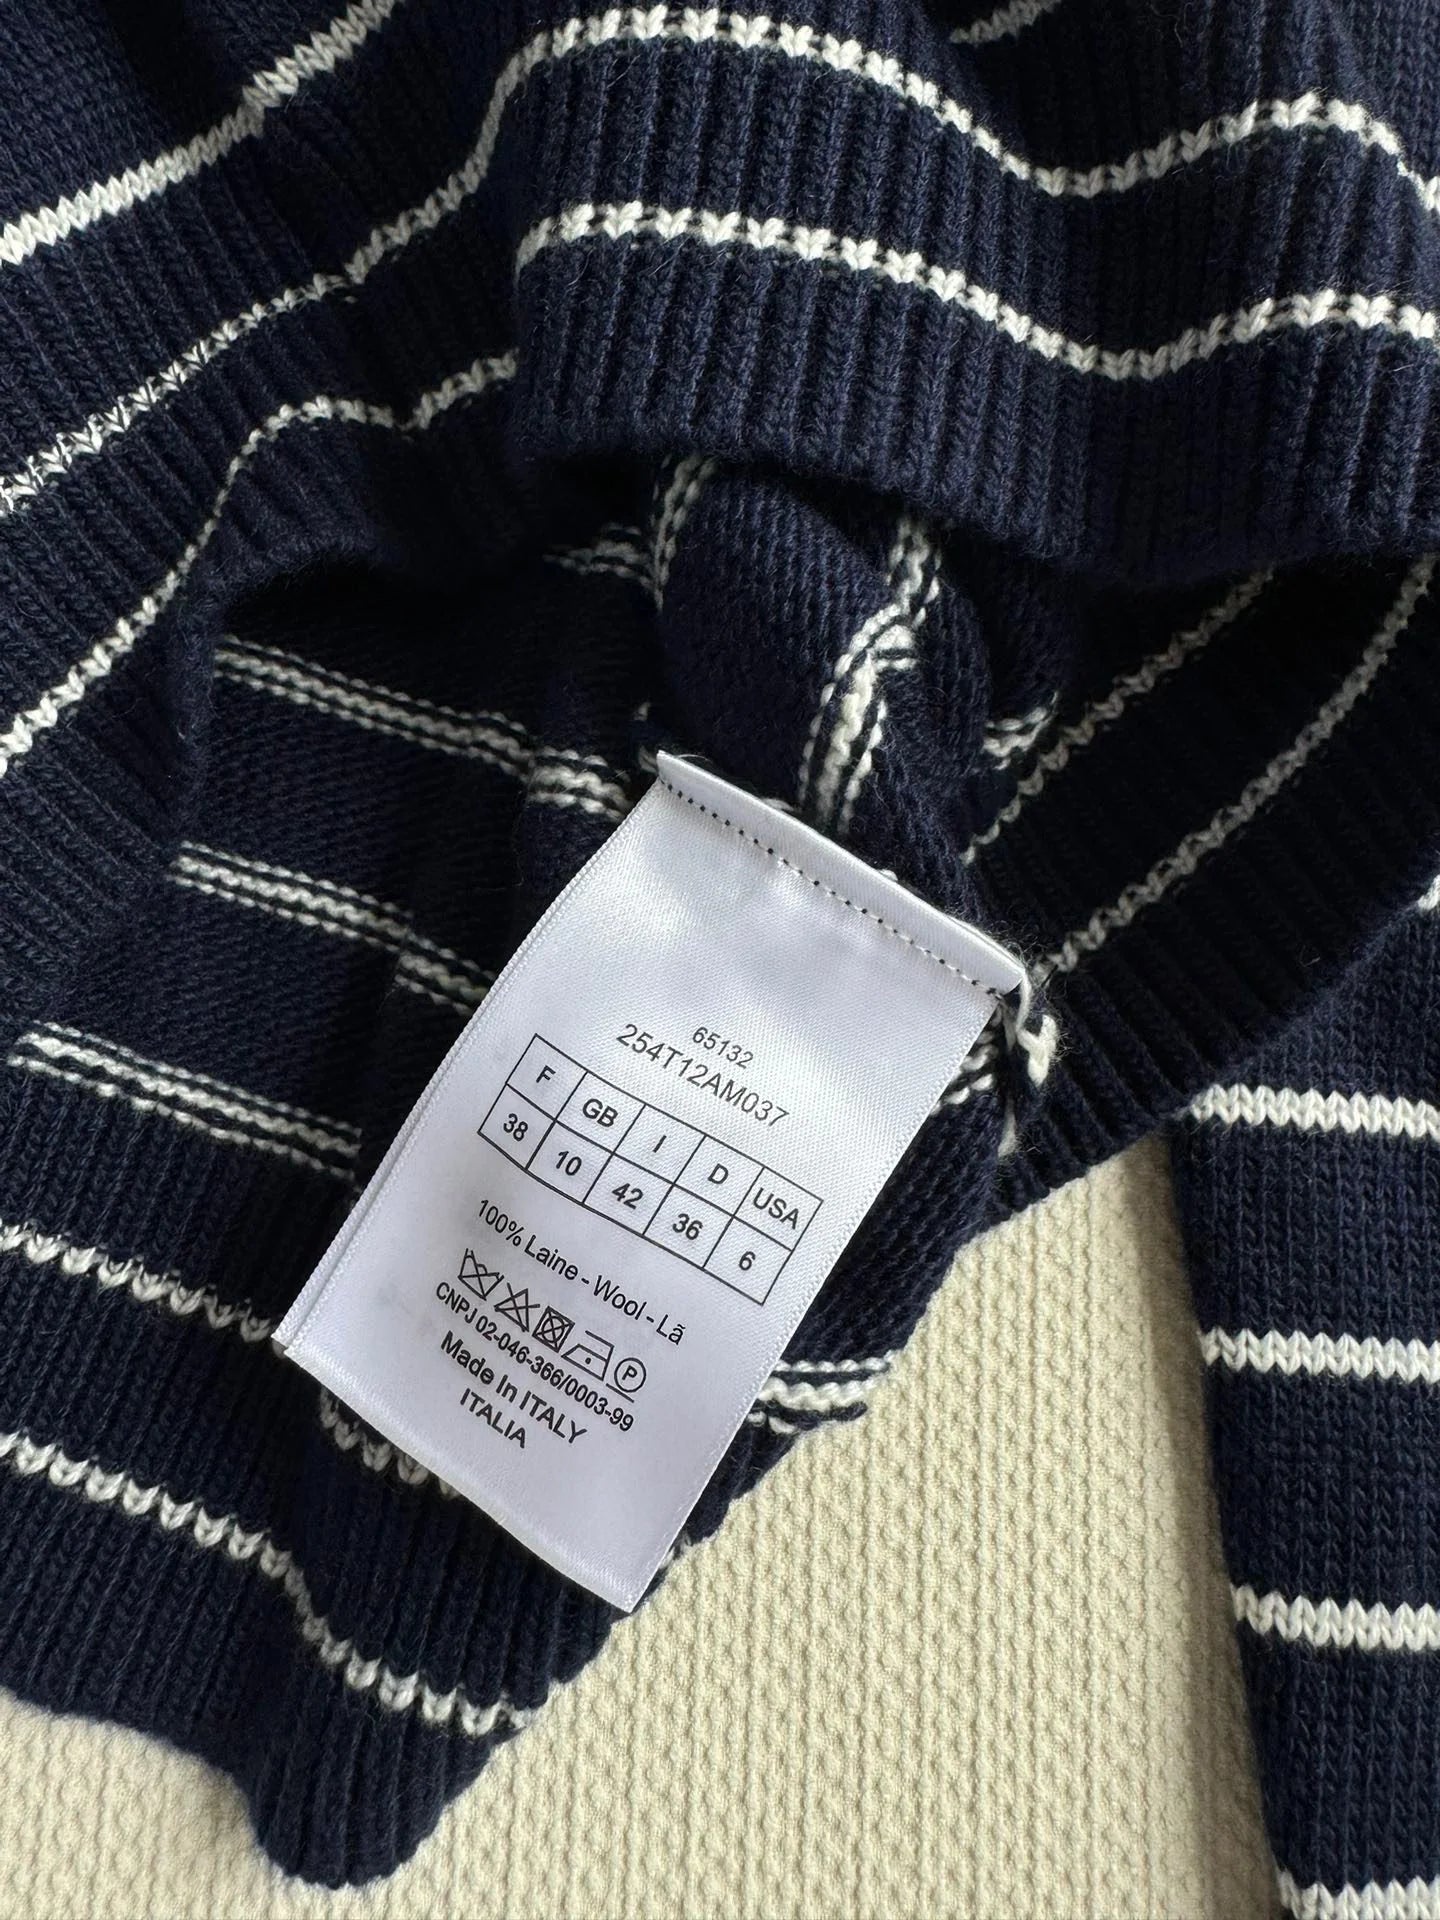 65132
254T12AM037
F GB I D USA
38 10 42 36 6
100% Laine - Wool - Lã
P
CNPJ 02-046-366/0003-99
Made In ITALY
ITALIA